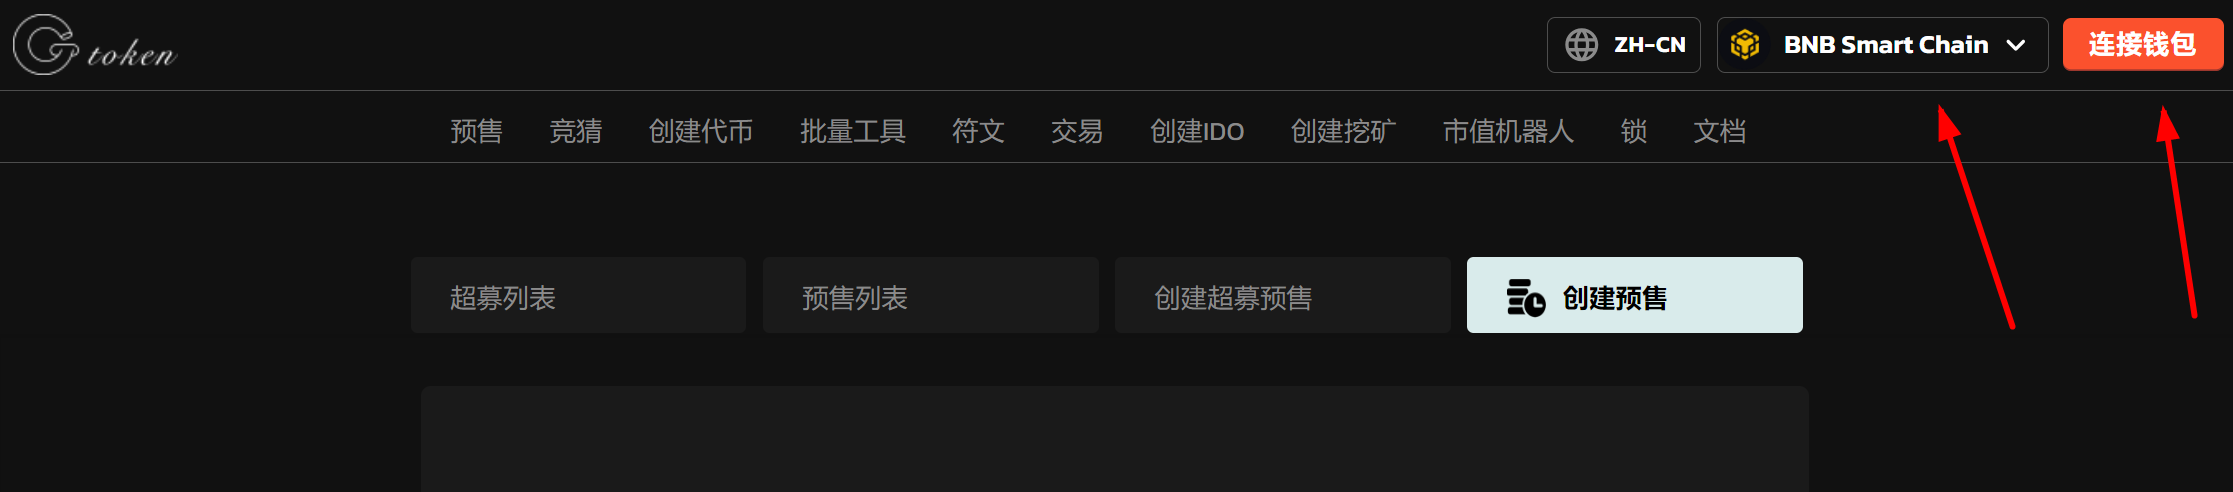 Gtoken
ZH-CN
BNB Smart Chain
连接钱包
预售 竞猜 创建代币 批量工具 符文 交易 创建IDO 创建挖矿 市值机器人 锁 文档
超募列表 预售列表 创建超募预售 创建预售